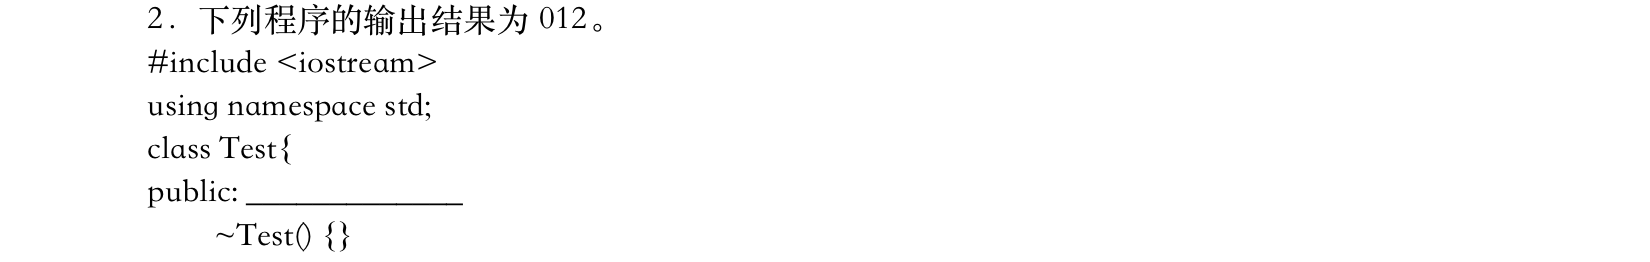 2．下列程序的输出结果为 012。
#include <iostream>
using namespace std;
class Test{
public: _____________
~Test() {}